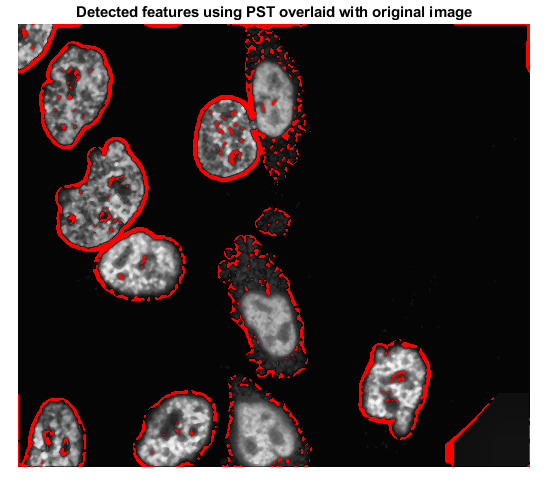 Detected features using PST overlaid with original image